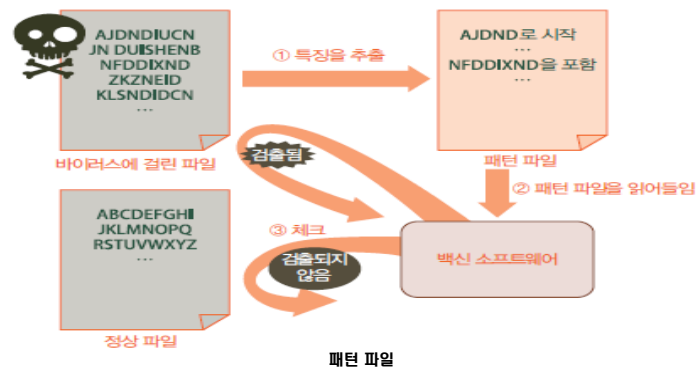 AJDNDIUCN
JN DUISHENB
NFDDIXND
ZKZNEID
KLSNDIDCN
...
바이러스에 걸린 파일
① 특징을 추출
AJDND로 시작
...
NFDDIXND을 포함
패턴 파일
② 패턴 파일을 읽어들임
검출됨
ABCDEFGHI
JKLMNOPQ
RSTUVWXYZ
...
정상 파일
③ 체크
검출되지
않음
백신 소프트웨어
패턴 파일